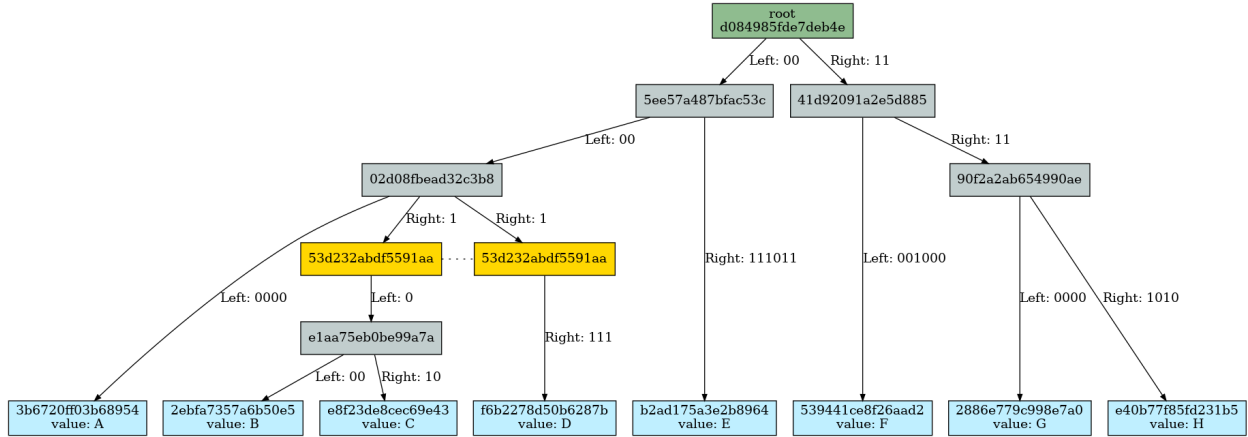 root
d084985fde7deb4e
Left: 00
Right: 11
5ee57a487bfac53c
41d92091a2e5d885
Left: 00
Right: 11
02d08fbead32c3b8
90f2a2ab654990ae
Right: 1
Right: 1
53d232abdf5591aa
53d232abdf5591aa
Right: 111011
Left: 001000
Left: 0000
Left: 0
Left: 0000
Right: 1010
e1aa75eb0be99a7a
Right: 111
Left: 00
Right: 10
3b6720ff03b68954
value: A
2ebfa7357a6b50e5
value: B
e8f23de8cec69e43
value: C
f6b2278d50b6287b
value: D
b2ad175a3e2b8964
value: E
539441ce8f26aad2
value: F
2886e779c998e7a0
value: G
e40b77f85fd231b5
value: H